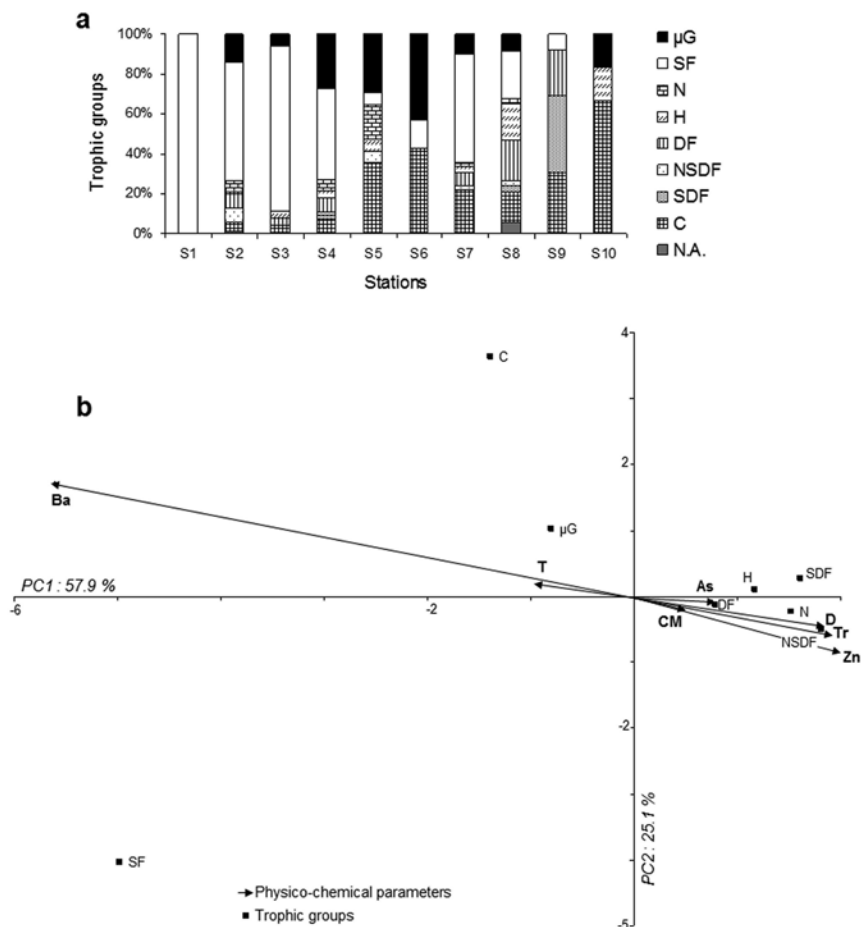 a
100%
80%
60%
40%
20%
0%
Trophic groups
S1 S2 S3 S4 S5 S6 S7 S8 S9 S10
Stations
µG
SF
N
H
DF
NSDF
SDF
C
N.A.
b
4
C
2
Ba
µG
T
PC1 : 57.9 %
As
H
SDF
-6
-2
CM
DF
N
D
Tr
NSDF
Zn
-2
PC2 : 25.1 %
SF
Physico-chemical parameters
Trophic groups
-5